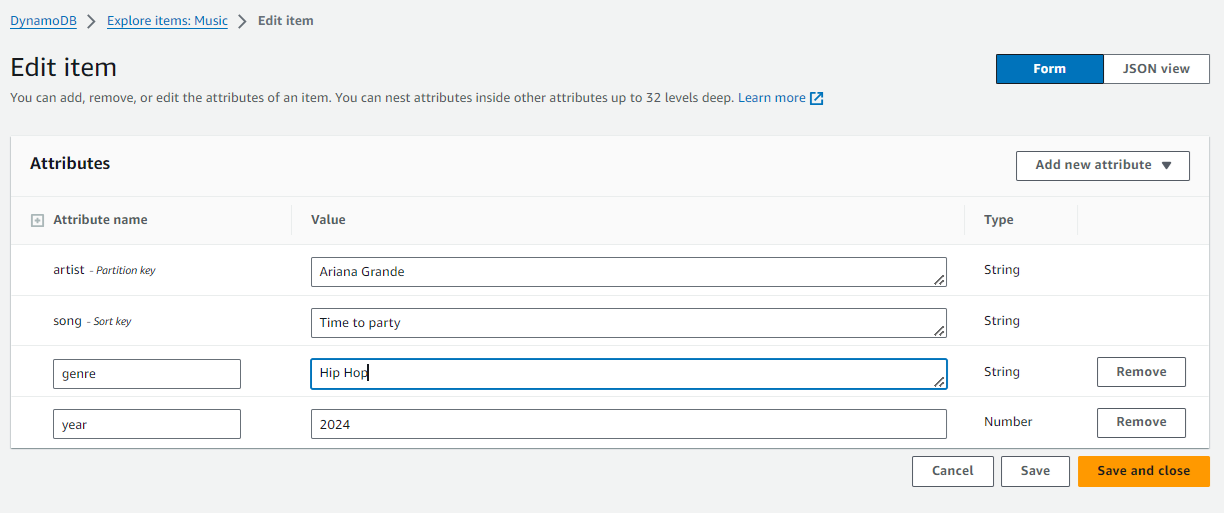 DynamoDB > Explore items: Music > Edit item
Edit item
Form JSON view
You can add, remove, or edit the attributes of an item. You can nest attributes inside other attributes up to 32 levels deep. Learn more
Attributes
Add new attribute
Attribute name Value Type
artist - Partition key Ariana Grande String
song - Sort key Time to party String
genre Hip Hop String Remove
year 2024 Number Remove
Cancel Save Save and close